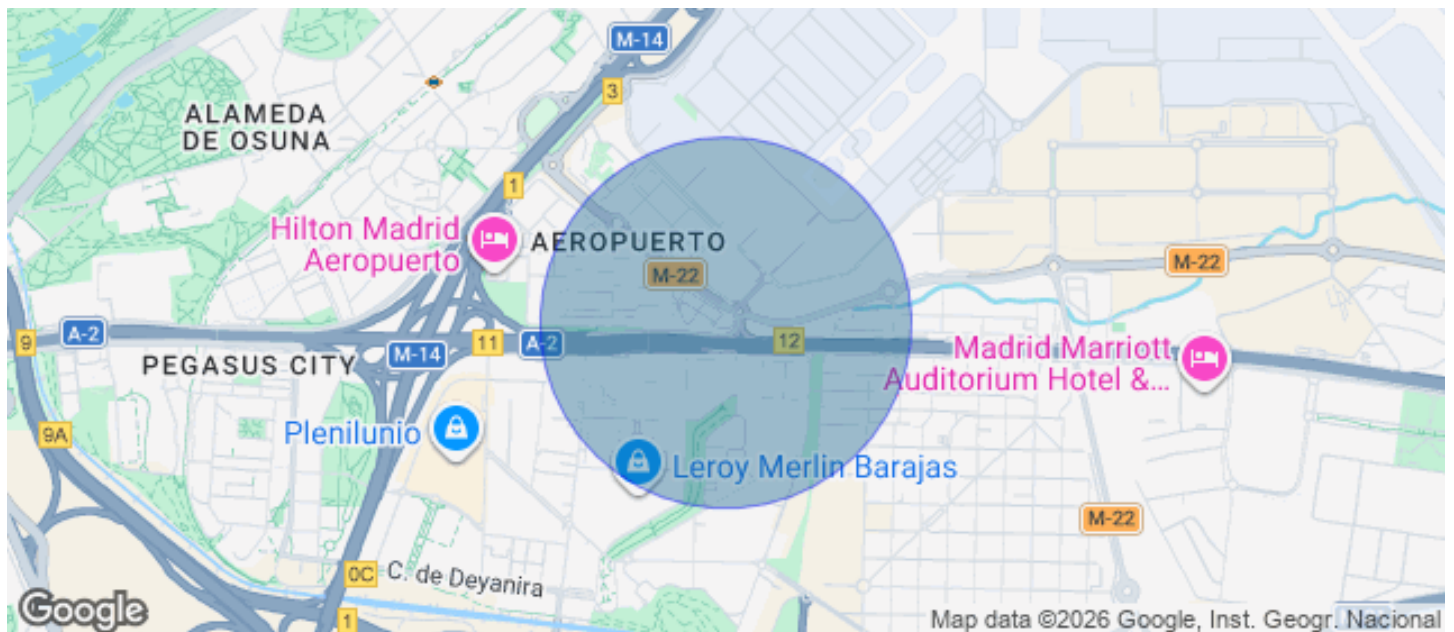 M-14
3
ALAMEDA
DE OSUNA
1
Hilton Madrid
Aeropuerto
AEROPUERTO
M-22
M-22
9
A-2
11
A-2
12
M-14
PEGASUS CITY
Madrid Marriott
Auditorium Hotel &...
9A
Plenilunio
Leroy Merlin Barajas
M-22
0C
C. de Deyanira
1
Google
Map data ©2026 Google, Inst. Geogr. Nacional